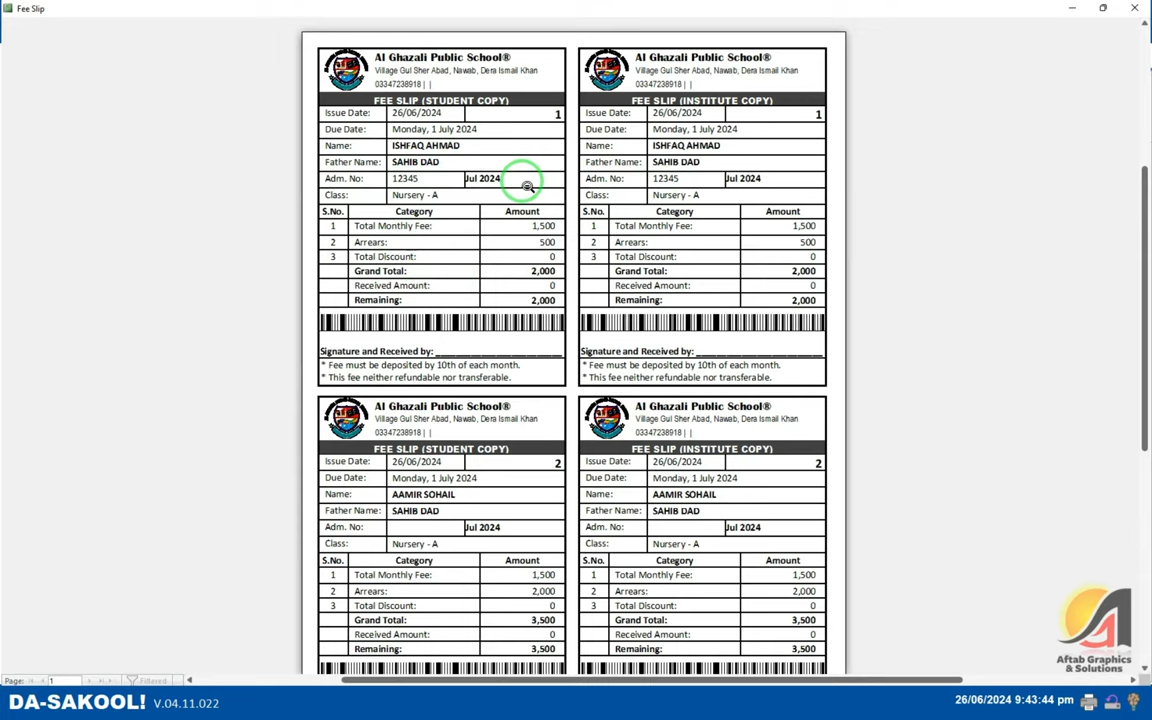 Fee Slip
Al Ghazali Public School®
Village Gul Sher Abad, Nawab, Dera Ismail Khan
03347238918 | |
FEE SLIP (STUDENT COPY)
Issue Date: 26/06/2024 1
Due Date: Monday, 1 July 2024
Name: ISHFAQ AHMAD
Father Name: SAHIB DAD
Adm. No: 12345 Jul 2024
Class: Nursery - A
S.No. Category Amount
1 Total Monthly Fee: 1,500
2 Arrears: 500
3 Total Discount: 0
Grand Total: 2,000
Received Amount: 0
Remaining: 2,000
Signature and Received by:
* Fee must be deposited by 10th of each month.
* This fee neither refundable nor transferable.
Al Ghazali Public School®
Village Gul Sher Abad, Nawab, Dera Ismail Khan
03347238918 | |
FEE SLIP (INSTITUTE COPY)
Issue Date: 26/06/2024 1
Due Date: Monday, 1 July 2024
Name: ISHFAQ AHMAD
Father Name: SAHIB DAD
Adm. No: 12345 Jul 2024
Class: Nursery - A
S.No. Category Amount
1 Total Monthly Fee: 1,500
2 Arrears: 500
3 Total Discount: 0
Grand Total: 2,000
Received Amount: 0
Remaining: 2,000
Signature and Received by:
* Fee must be deposited by 10th of each month.
* This fee neither refundable nor transferable.
Al Ghazali Public School®
Village Gul Sher Abad, Nawab, Dera Ismail Khan
03347238918 | |
FEE SLIP (STUDENT COPY)
Issue Date: 26/06/2024 2
Due Date: Monday, 1 July 2024
Name: AAMIR SOHAIL
Father Name: SAHIB DAD
Adm. No: Jul 2024
Class: Nursery - A
S.No. Category Amount
1 Total Monthly Fee: 1,500
2 Arrears: 2,000
3 Total Discount: 0
Grand Total: 3,500
Received Amount: 0
Remaining: 3,500
Al Ghazali Public School®
Village Gul Sher Abad, Nawab, Dera Ismail Khan
03347238918 | |
FEE SLIP (INSTITUTE COPY)
Issue Date: 26/06/2024 2
Due Date: Monday, 1 July 2024
Name: AAMIR SOHAIL
Father Name: SAHIB DAD
Adm. No: Jul 2024
Class: Nursery - A
S.No. Category Amount
1 Total Monthly Fee: 1,500
2 Arrears: 2,000
3 Total Discount: 0
Grand Total: 3,500
Received Amount: 0
Remaining: 3,500
Aftab Graphics
& Solutions
Page: 1 Filtered
DA-SAKOOL! V.04.11.022
26/06/2024 9:43:44 pm